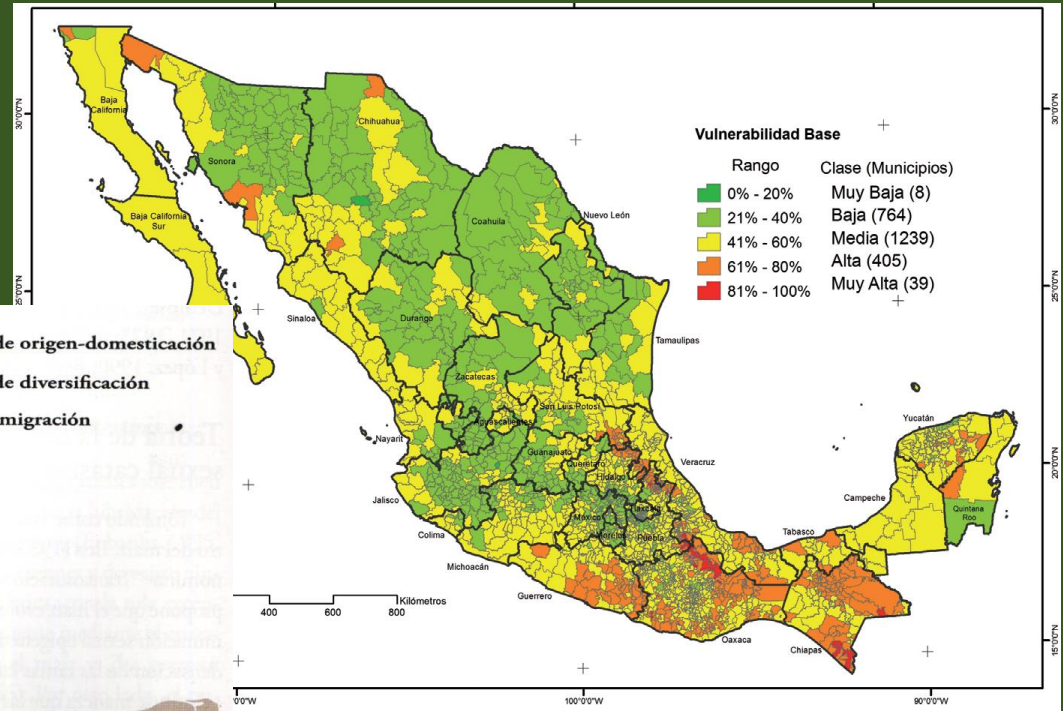 30°0'0"N
30°0'0"N
Baja
California
Chihuahua
Sonora
Vulnerabilidad Base
Rango
Clase (Municipios)
0% - 20%
Muy Baja (8)
21% - 40%
Baja (764)
41% - 60%
Media (1239)
61% - 80%
Alta (405)
81% - 100%
Muy Alta (39)
Baja California
Sur
Coahuila
Nuevo León
25°0'0"N
Sinaloa
Durango
Tamaulipas
de origen-domesticación
de diversificación
migración
Zacatecas
San Luis Potosí
Aguascalientes
Nayarit
Guanajuato
Querétaro
Hidalgo
Veracruz
Yucatán
20°0'0"N
Jalisco
Campeche
Quintana
Roo
Colima
México
Tlaxcala
Morelos
Puebla
Tabasco
Michoacán
Guerrero
Kilómetros
400
600
800
Oaxaca
Chiapas
15°0'0"N
100°0'0"W
90°0'0"W